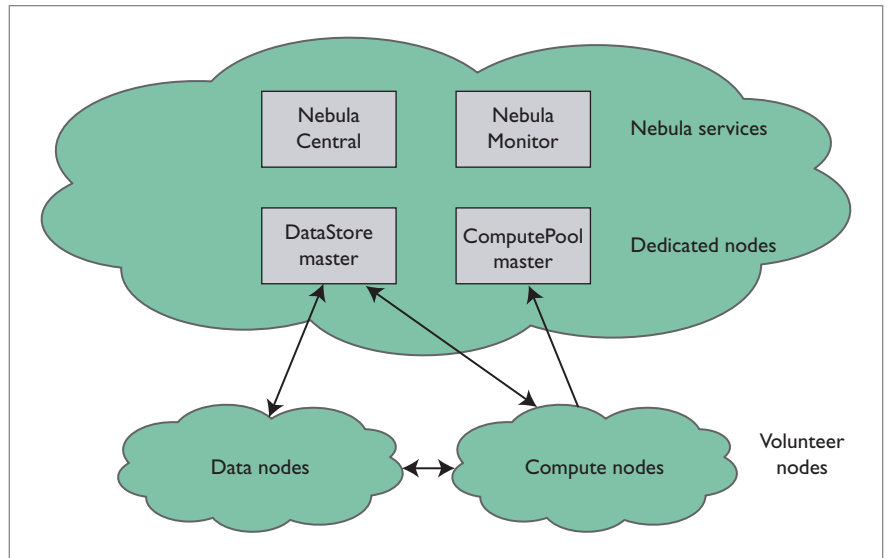 Nebula
Central
Nebula
Monitor
Nebula services
DataStore
master
ComputePool
master
Dedicated nodes
Data nodes
Compute nodes
Volunteer
nodes